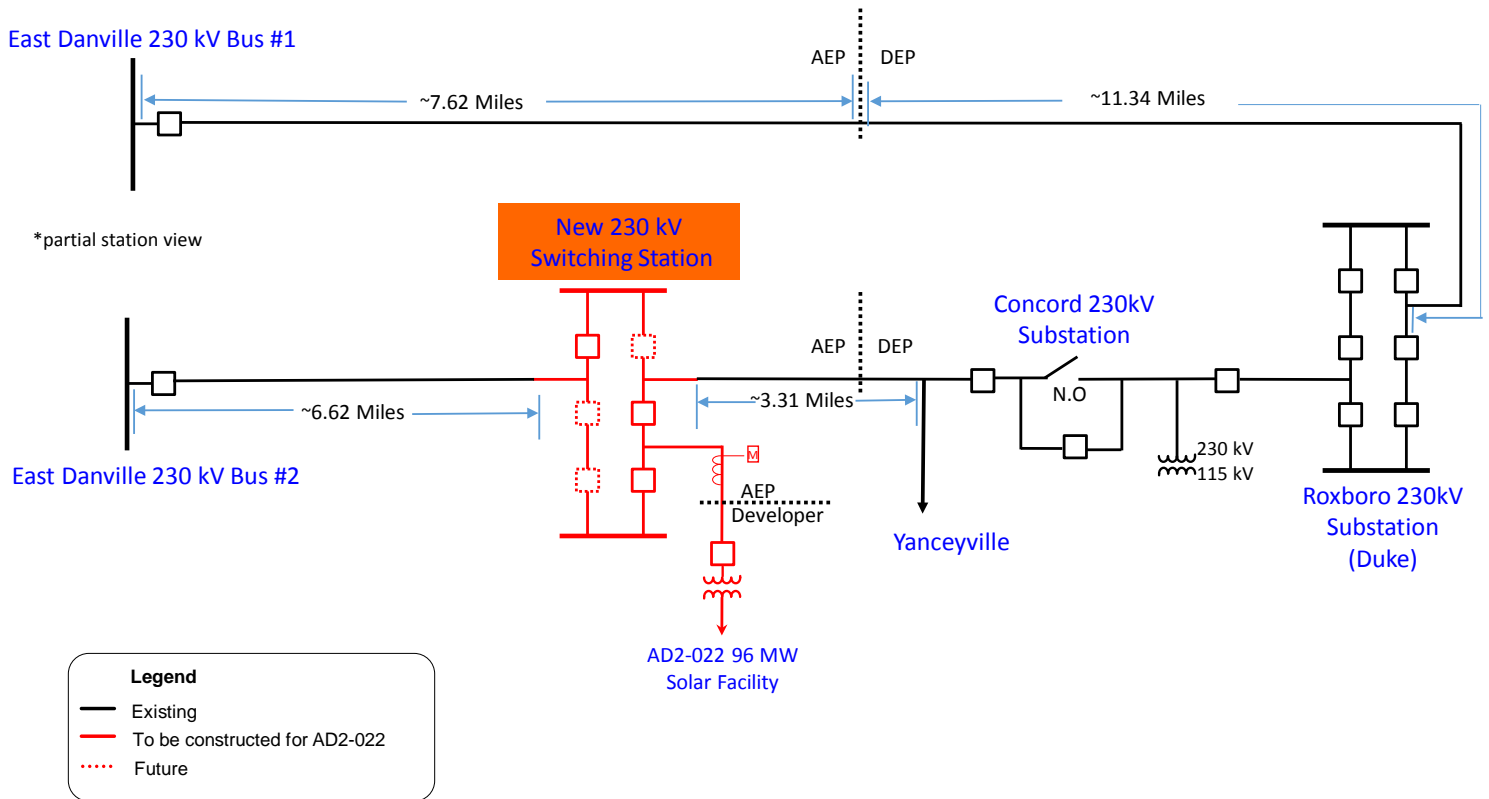 East Danville 230 kV Bus #1
AEP
DEP
~7.62 Miles
~11.34 Miles
*partial station view
New 230 kV
Switching Station
Concord 230kV
Substation
AEP
DEP
N.O
~6.62 Miles
~3.31 Miles
East Danville 230 kV Bus #2
M
AEP
Developer
230 kV
115 kV
Yanceyville
Roxboro 230kV
Substation
(Duke)
AD2-022 96 MW
Solar Facility
Legend
Existing
To be constructed for AD2-022
Future